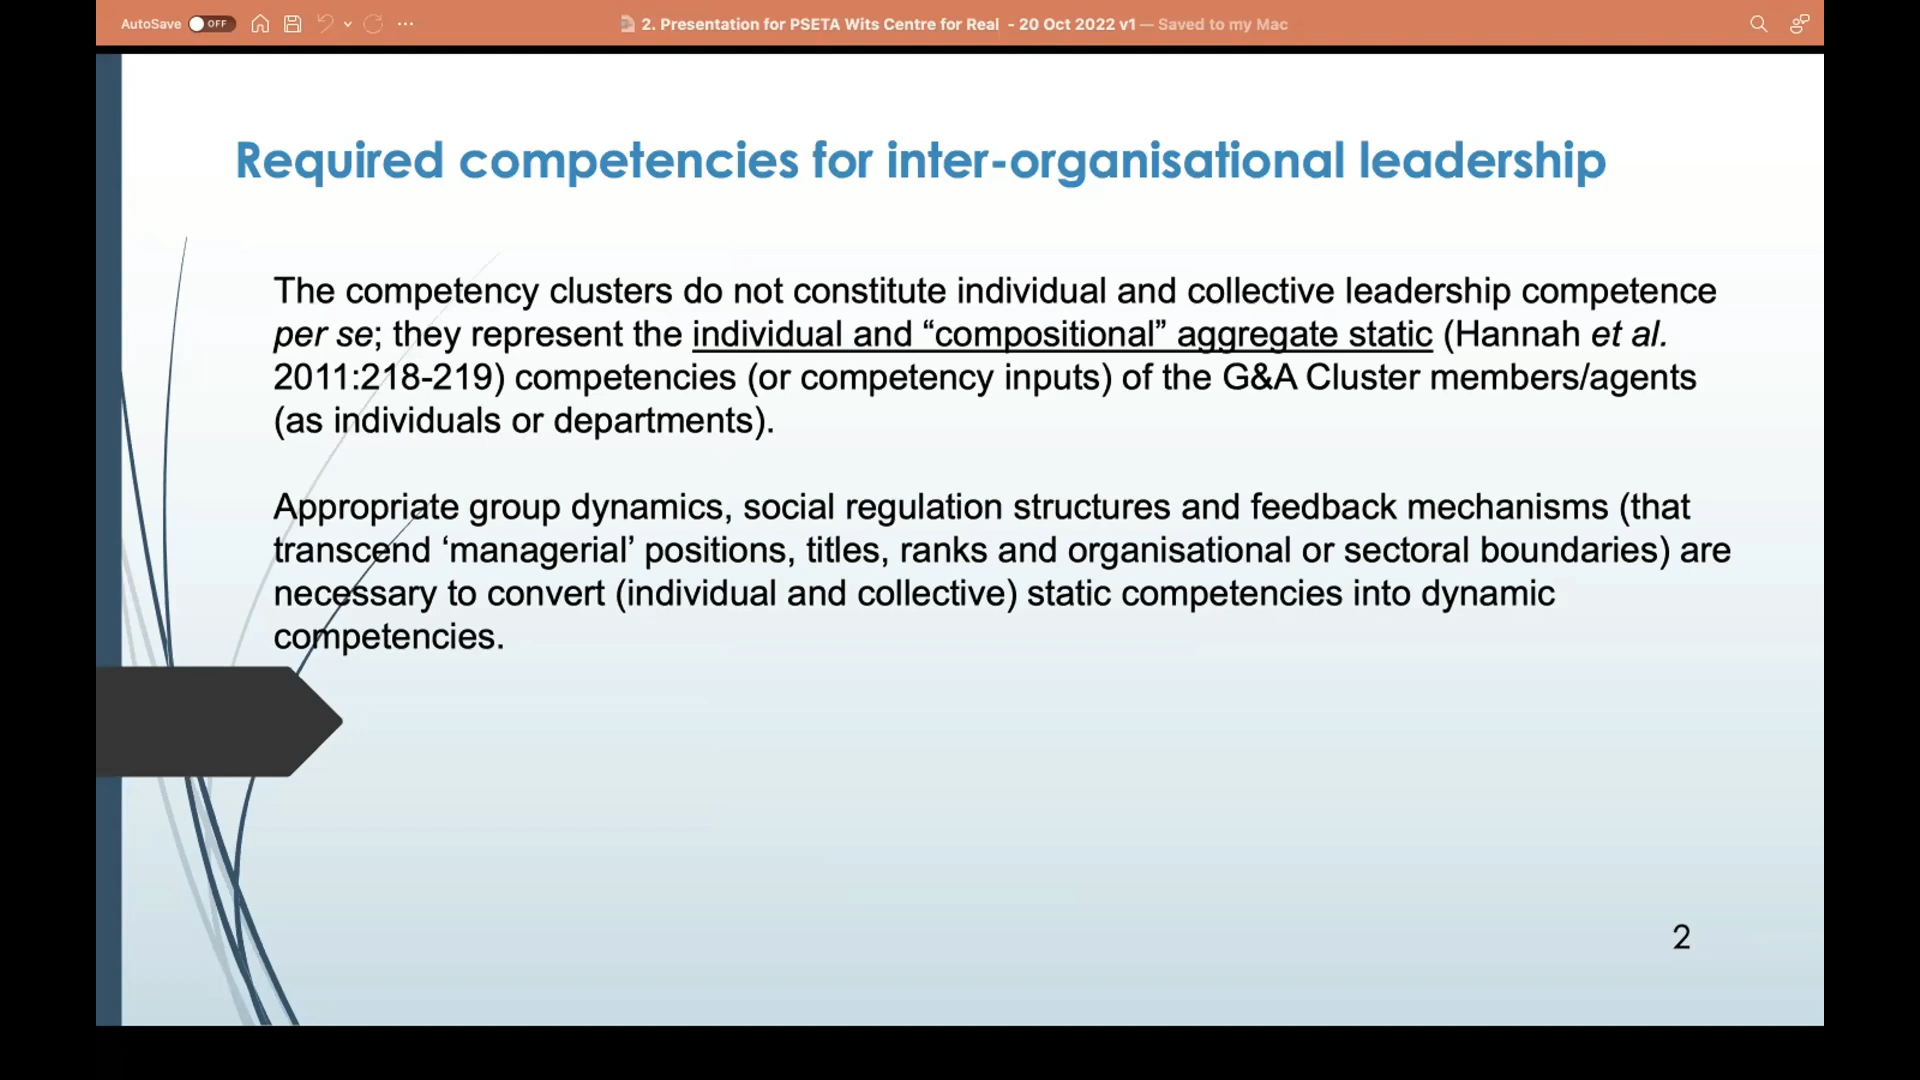 AutoSave OFF
2. Presentation for PSETA Wits Centre for Real - 20 Oct 2022 v1 — Saved to my Mac
Required competencies for inter-organisational leadership
The competency clusters do not constitute individual and collective leadership competence
per se; they represent the individual and “compositional” aggregate static (Hannah et al.
2011:218-219) competencies (or competency inputs) of the G&A Cluster members/agents
(as individuals or departments).
Appropriate group dynamics, social regulation structures and feedback mechanisms (that
transcend ‘managerial’ positions, titles, ranks and organisational or sectoral boundaries) are
necessary to convert (individual and collective) static competencies into dynamic
competencies.
2